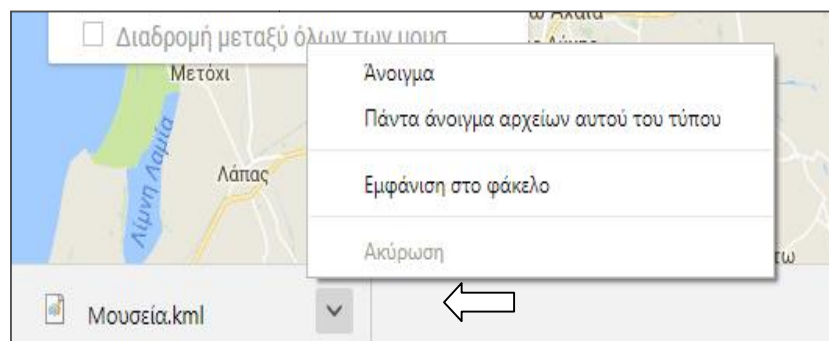 Διαδρομή μεταξύ όλων των μουσ
Μετόχι
Λίμνη Λαμία
Λάπας
Άνοιγμα
Πάντα άνοιγμα αρχείων αυτού του τύπου
Εμφάνιση στο φάκελο
Ακύρωση
τω
Μουσεία.kml